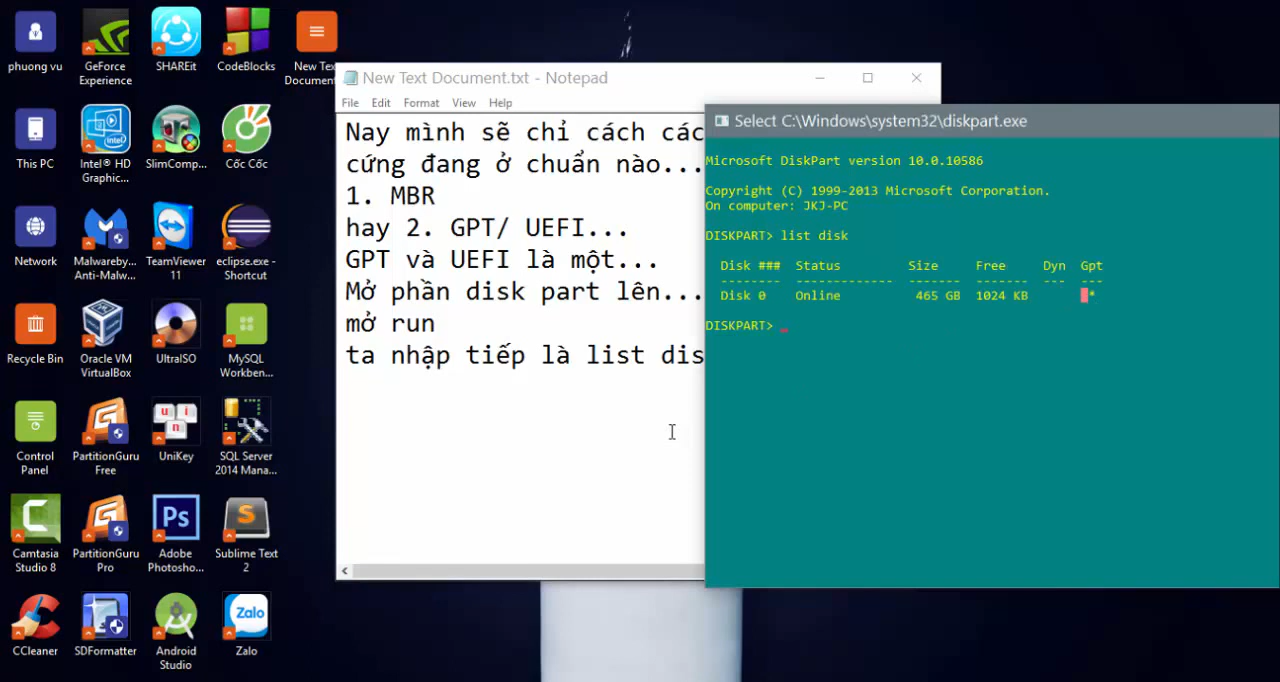 phuong vu
GeForce
Experience
SHAREit
CodeBlocks
New Tex
Document
This PC
Intel® HD
Graphic...
SlimComp...
Cốc Cốc
Network
Malwareby...
Anti-Malw...
TeamViewer
11
eclipse.exe -
Shortcut
Recycle Bin
Oracle VM
VirtualBox
UltraISO
MySQL
Workben...
Control
Panel
PartitionGuru
Free
u i
n
UniKey
SQL Server
2014 Mana...
Camtasia
Studio 8
PartitionGuru
Pro
Ps
Adobe
Photosho...
Sublime Text
2
CCleaner
SDFormatter
Android
Studio
Zalo
Zalo
New Text Document.txt - Notepad
File Edit Format View Help
Nay mình sẽ chỉ cách các
cứng đang ở chuẩn nào...
1. MBR
hay 2. GPT/ UEFI...
GPT và UEFI là một...
Mở phần disk part lên...
mở run
ta nhập tiếp là list dis
Select C:\Windows\system32\diskpart.exe
Microsoft DiskPart version 10.0.10586
Copyright (C) 1999-2013 Microsoft Corporation.
On computer: JKJ-PC
DISKPART> list disk
Disk ### Status Size Free Dyn Gpt
-------- ------------- ------- ------- --- ---
Disk 0 Online 465 GB 1024 KB *
DISKPART>